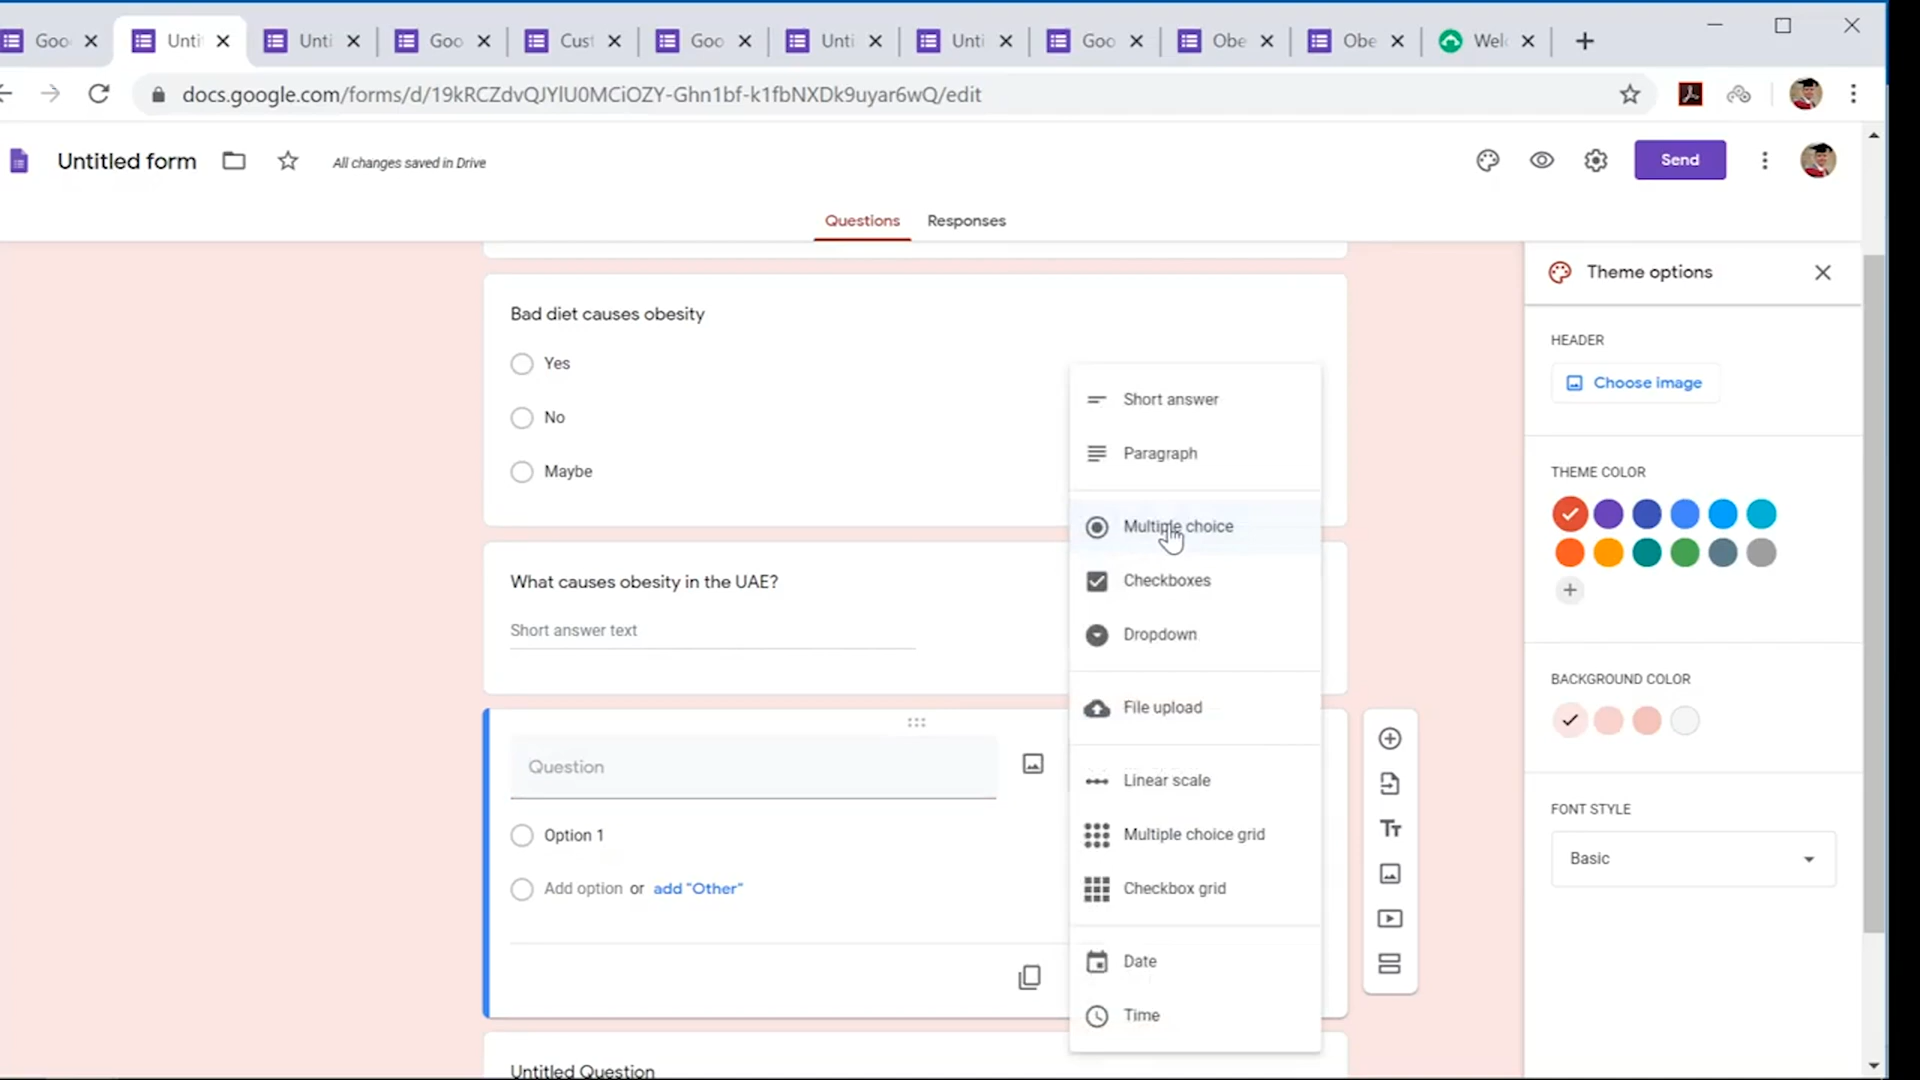 Goo
Unti
Unti
Goo
Cust
Goo
Unti
Unti
Goo
Obe
Obe
Welc
docs.google.com/forms/d/19kRCZdvQJYlU0MCiOZY-Ghn1bf-k1fbNXDk9uyar6wQ/edit
Untitled form
All changes saved in Drive
Send
Questions
Responses
Bad diet causes obesity
Yes
No
Maybe
What causes obesity in the UAE?
Short answer text
Question
Option 1
Add option or add "Other"
Untitled Question
Short answer
Paragraph
Multiple choice
Checkboxes
Dropdown
File upload
Linear scale
Multiple choice grid
Checkbox grid
Date
Time
Tт
Theme options
HEADER
Choose image
THEME COLOR
BACKGROUND COLOR
FONT STYLE
Basic